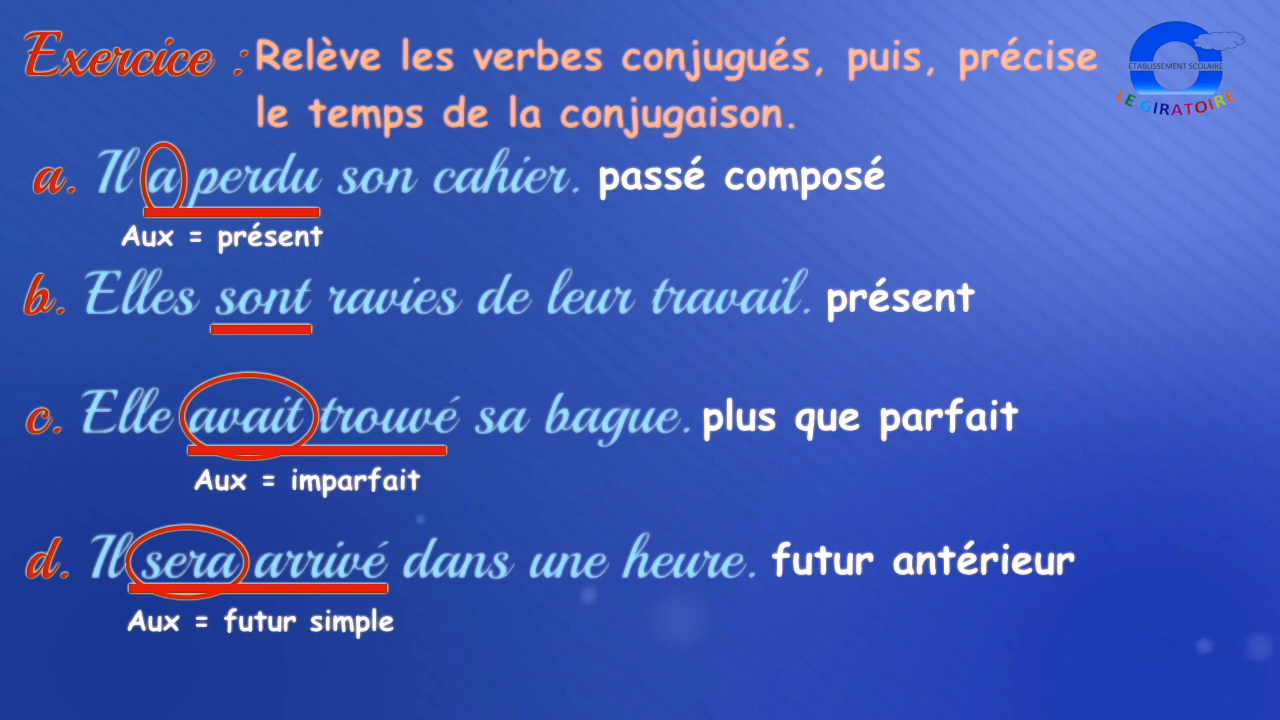 Exercice : Relève les verbes conjugués, puis, précise
le temps de la conjugaison.
ETABLISSEMENT SCOLAIRE
LE GIRATOIRE
a. Il a perdu son cahier. passé composé
Aux = présent
b. Elles sont ravies de leur travail. présent
c. Elle avait trouvé sa bague. plus que parfait
Aux = imparfait
d. Il sera arrivé dans une heure. futur antérieur
Aux = futur simple